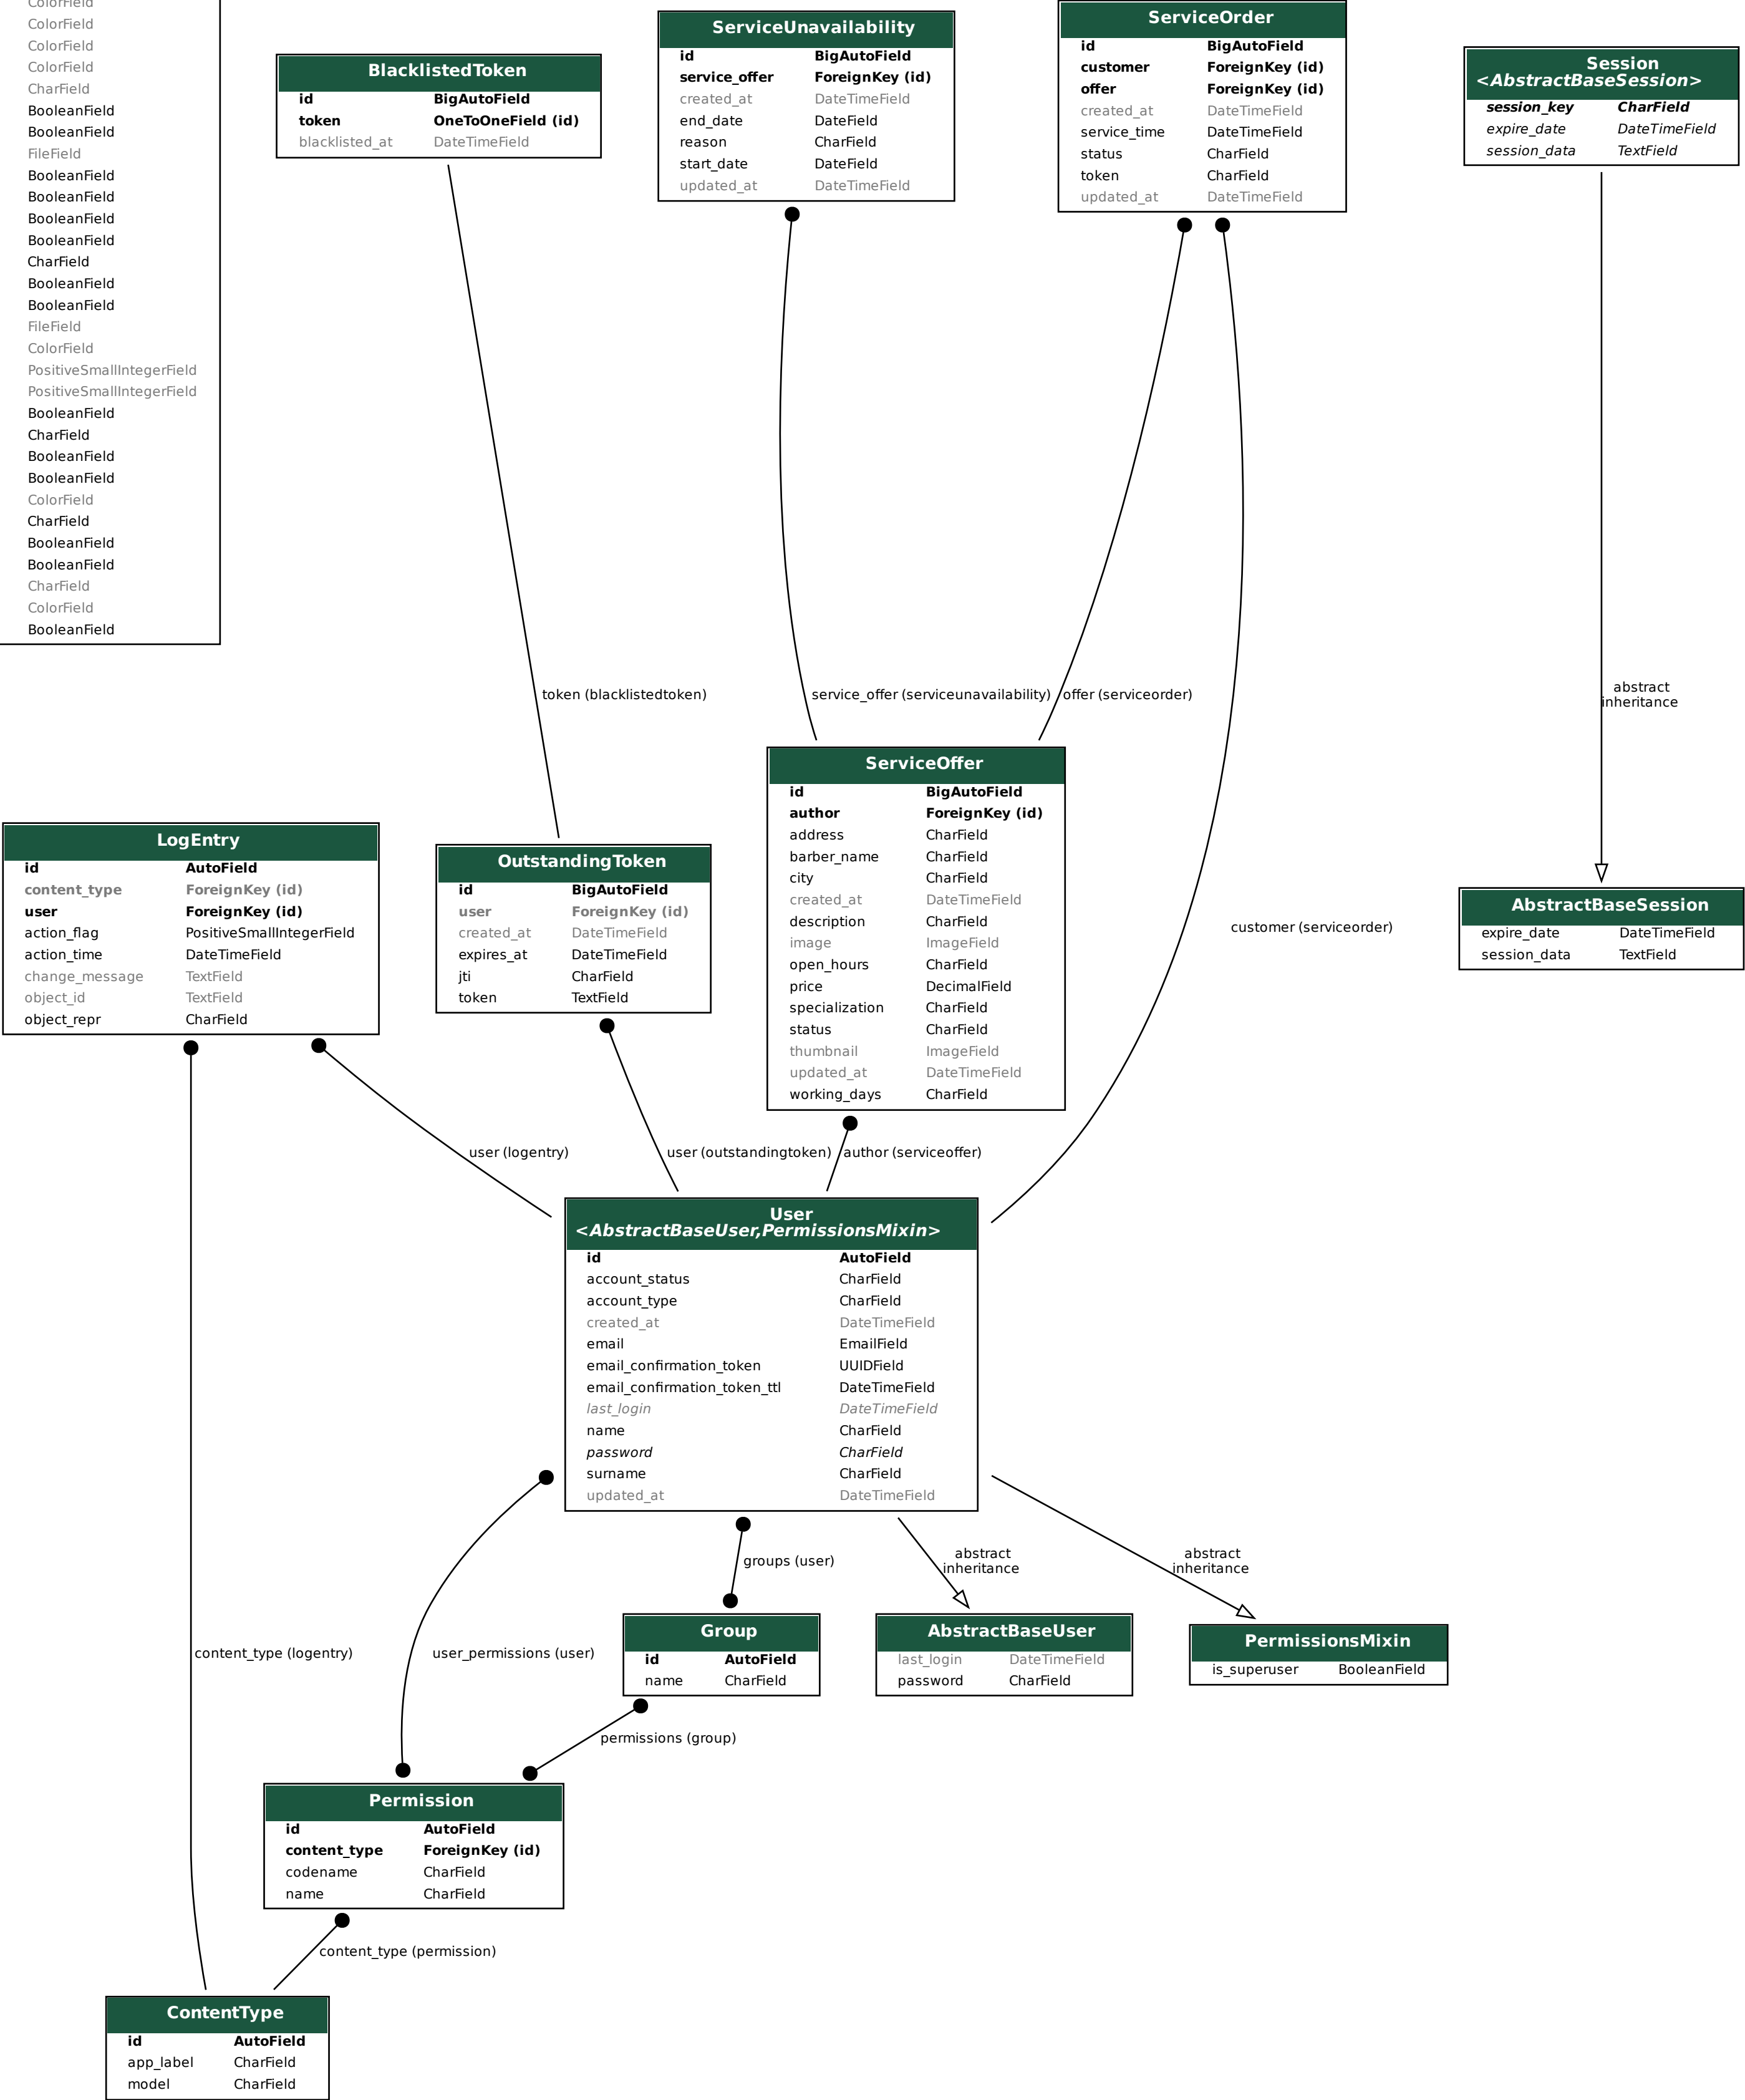 ColorField
ColorField
ColorField
ColorField
CharField
BooleanField
BooleanField
FileField
BooleanField
BooleanField
BooleanField
BooleanField
CharField
BooleanField
BooleanField
FileField
ColorField
PositiveSmallIntegerField
PositiveSmallIntegerField
BooleanField
CharField
BooleanField
BooleanField
ColorField
CharField
BooleanField
BooleanField
CharField
ColorField
BooleanField
BlacklistedToken
id BigAutoField
token OneToOneField (id)
blacklisted_at DateTimeField
ServiceUnavailability
id BigAutoField
service_offer ForeignKey (id)
created_at DateTimeField
end_date DateField
reason CharField
start_date DateField
updated_at DateTimeField
ServiceOrder
id BigAutoField
customer ForeignKey (id)
offer ForeignKey (id)
created_at DateTimeField
service_time DateTimeField
status CharField
token CharField
updated_at DateTimeField
Session
<AbstractBaseSession>
session_key CharField
expire_date DateTimeField
session_data TextField
token (blacklistedtoken)
service_offer (serviceunavailability)
offer (serviceorder)
abstract
inheritance
LogEntry
id AutoField
content_type ForeignKey (id)
user ForeignKey (id)
action_flag PositiveSmallIntegerField
action_time DateTimeField
change_message TextField
object_id TextField
object_repr CharField
OutstandingToken
id BigAutoField
user ForeignKey (id)
created_at DateTimeField
expires_at DateTimeField
jti CharField
token TextField
ServiceOffer
id BigAutoField
author ForeignKey (id)
address CharField
barber_name CharField
city CharField
created_at DateTimeField
description CharField
image ImageField
open_hours CharField
price DecimalField
specialization CharField
status CharField
thumbnail ImageField
updated_at DateTimeField
working_days CharField
customer (serviceorder)
AbstractBaseSession
expire_date DateTimeField
session_data TextField
user (logentry)
user (outstandingtoken)
author (serviceoffer)
User
<AbstractBaseUser,PermissionsMixin>
id AutoField
account_status CharField
account_type CharField
created_at DateTimeField
email EmailField
email_confirmation_token UUIDField
email_confirmation_token_ttl DateTimeField
last_login DateTimeField
name CharField
password CharField
surname CharField
updated_at DateTimeField
groups (user)
abstract
inheritance
abstract
inheritance
content_type (logentry)
user_permissions (user)
Group
id AutoField
name CharField
AbstractBaseUser
last_login DateTimeField
password CharField
PermissionsMixin
is_superuser BooleanField
permissions (group)
Permission
id AutoField
content_type ForeignKey (id)
codename CharField
name CharField
content_type (permission)
ContentType
id AutoField
app_label CharField
model CharField